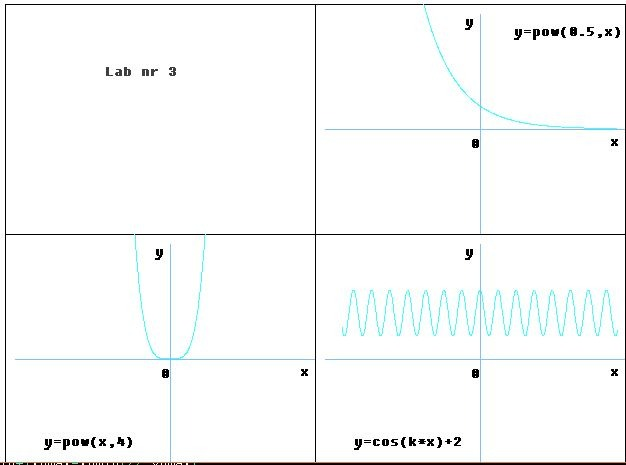 Lab nr 3
y
y=pow(0.5,x)
0
x
y
0
x
y=pow(x,4)
y
0
x
y=cos(k*x)+2